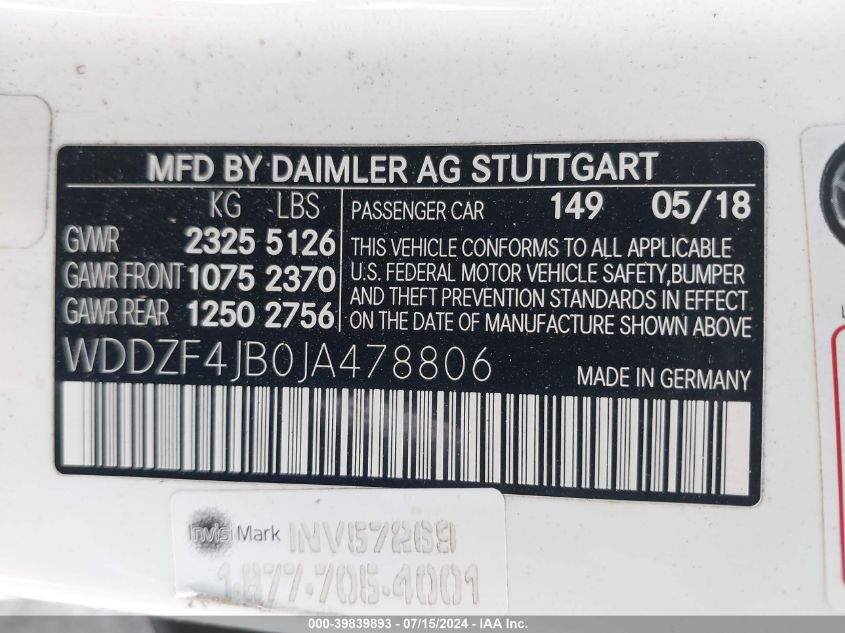 MFD BY DAIMLER AG STUTTGART
KG LBS
GVWR 2325 5126
GAWR FRONT 1075 2370
GAWR REAR 1250 2756
PASSENGER CAR 149 05/18
THIS VEHICLE CONFORMS TO ALL APPLICABLE
U.S. FEDERAL MOTOR VEHICLE SAFETY,BUMPER
AND THEFT PREVENTION STANDARDS IN EFFECT
ON THE DATE OF MANUFACTURE SHOWN ABOVE
WDDZF4JB0JA478806
MADE IN GERMANY
Invisi Mark INV57269
1.877.705.4001
000-39839893 - 07/15/2024 - IAA Inc.